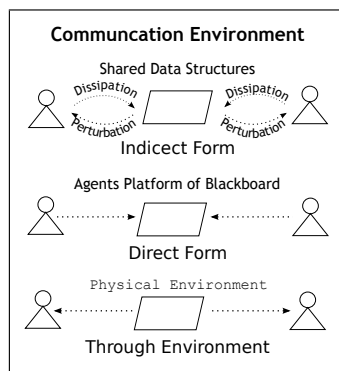 Communcation Environment
Shared Data Structures
Dissipation Dissipation
Perturbation Perturbation
Indicect Form
Agents Platform of Blackboard
Direct Form
Physical Environment
Through Environment